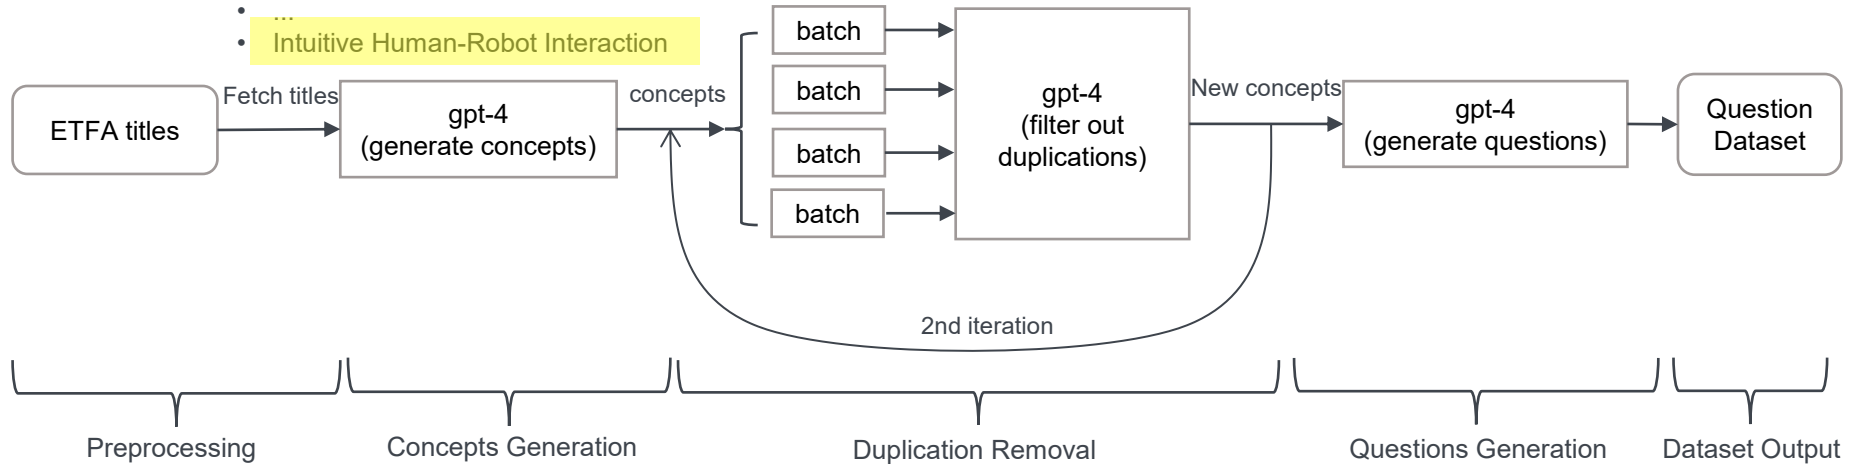 • ...
• Intuitive Human-Robot Interaction
ETFA titles
Fetch titles
gpt-4
(generate concepts)
concepts
batch
batch
batch
batch
gpt-4
(filter out
duplications)
New concepts
gpt-4
(generate questions)
Question
Dataset
2nd iteration
Preprocessing
Concepts Generation
Duplication Removal
Questions Generation
Dataset Output